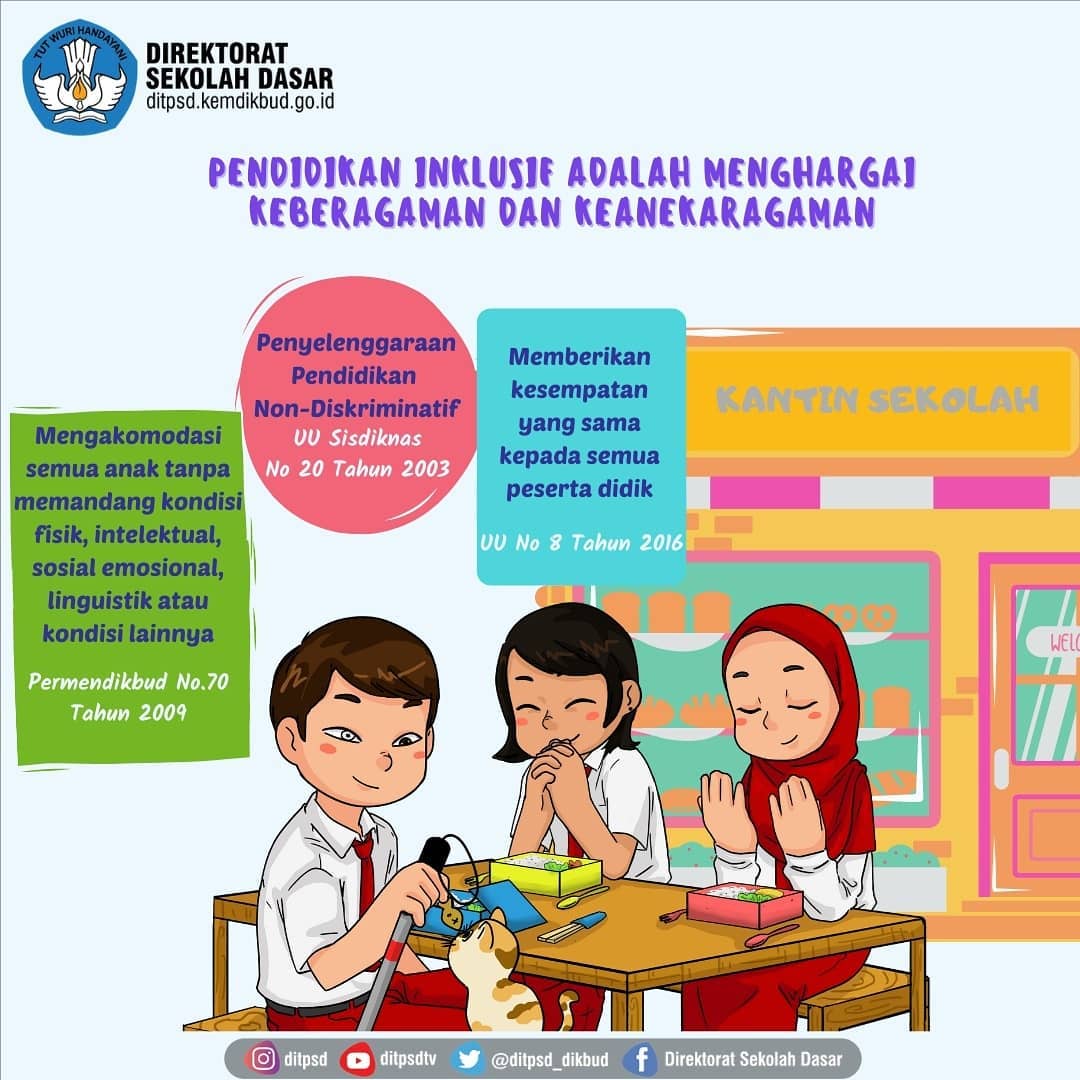 TUT WURI HANDAYANI
DIREKTORAT
SEKOLAH DASAR
ditpsd.kemdikbud.go.id
PENDIDIKAN INKLUSIF ADALAH MENGHARGAI
KEBERAGAMAN DAN KEANEKARAGAMAN
Mengakomodasi
semua anak tanpa
memandang kondisi
fisik, intelektual,
sosial emosional,
linguistik atau
kondisi lainnya
Permendikbud No.70
Tahun 2009
Penyelenggaraan
Pendidikan
Non-Diskriminatif
UU Sisdiknas
No 20 Tahun 2003
Memberikan
kesempatan
yang sama
kepada semua
peserta didik
UU No 8 Tahun 2016
KANTIN SEKOLAH
WELC
ditpsd
ditpsdtv
@ditpsd_dikbud
Direktorat Sekolah Dasar